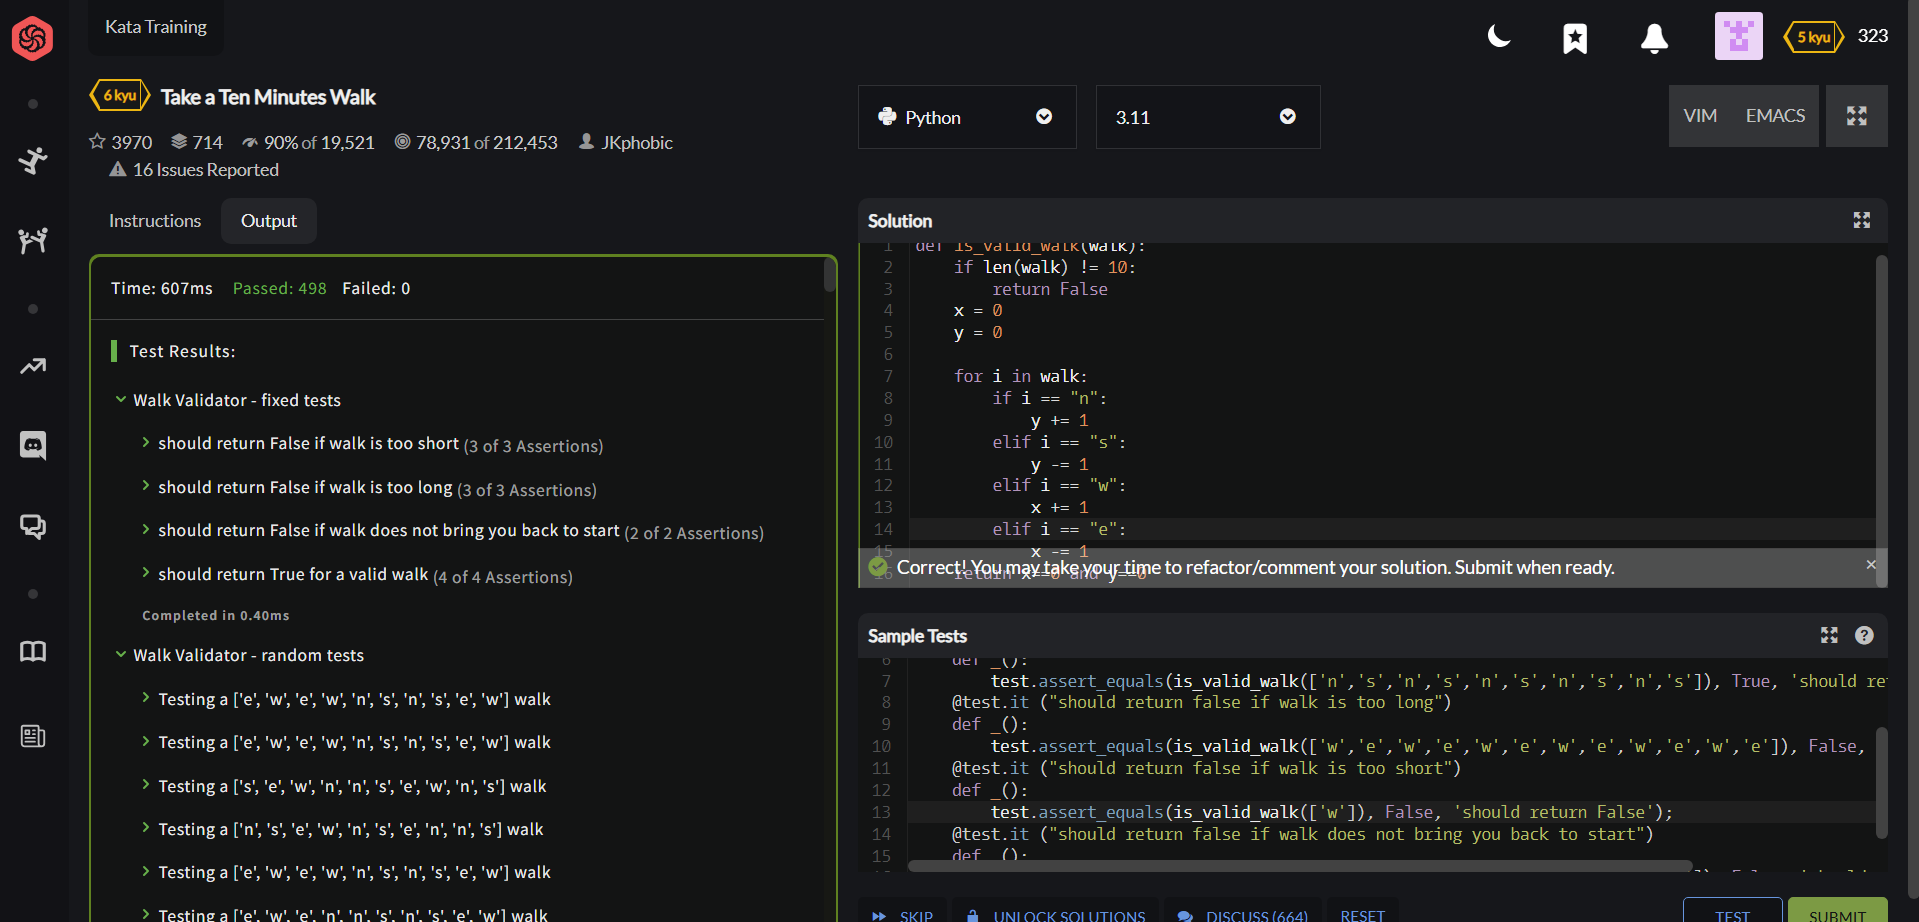 Kata Training
5 kyu 323
6 kyu Take a Ten Minutes Walk
3970 714 90% of 19,521 78,931 of 212,453 JKphobic
16 Issues Reported
Python 3.11 VIM EMACS
Instructions Output
Time: 607ms Passed: 498 Failed: 0
Test Results:
Walk Validator - fixed tests
should return False if walk is too short (3 of 3 Assertions)
should return False if walk is too long (3 of 3 Assertions)
should return False if walk does not bring you back to start (2 of 2 Assertions)
should return True for a valid walk (4 of 4 Assertions)
Completed in 0.40ms
Walk Validator - random tests
Testing a ['e', 'w', 'e', 'w', 'n', 's', 'n', 's', 'e', 'w'] walk
Testing a ['e', 'w', 'e', 'w', 'n', 's', 'n', 's', 'e', 'w'] walk
Testing a ['s', 'e', 'w', 'n', 'n', 's', 'e', 'w', 'n', 's'] walk
Testing a ['n', 's', 'e', 'w', 'n', 's', 'e', 'n', 'n', 's'] walk
Testing a ['e', 'w', 'e', 'w', 'n', 's', 'n', 's', 'e', 'w'] walk
Testing a ['e', 'w', 'e', 'n', 'n', 's', 'n', 's', 'e', 'w'] walk
Solution
1 def is_valid_walk(walk):
2 if len(walk) != 10:
3 return False
4 x = 0
5 y = 0
6
7 for i in walk:
8 if i == "n":
9 y += 1
10 elif i == "s":
11 y -= 1
12 elif i == "w":
13 x += 1
14 elif i == "e":
15 x -= 1
16 return x==0 and y==0
Correct! You may take your time to refactor/comment your solution. Submit when ready.
Sample Tests
6 def _():
7 test.assert_equals(is_valid_walk(['n','s','n','s','n','s','n','s','n','s']), True, 'should re
8 @test.it ("should return false if walk is too long")
9 def _():
10 test.assert_equals(is_valid_walk(['w','e','w','e','w','e','w','e','w','e','w','e']), False,
11 @test.it ("should return false if walk is too short")
12 def _():
13 test.assert_equals(is_valid_walk(['w']), False, 'should return False');
14 @test.it ("should return false if walk does not bring you back to start")
15 def _():
SKIP UNLOCK SOLUTIONS DISCUSS (664) RESET TEST SUBMIT